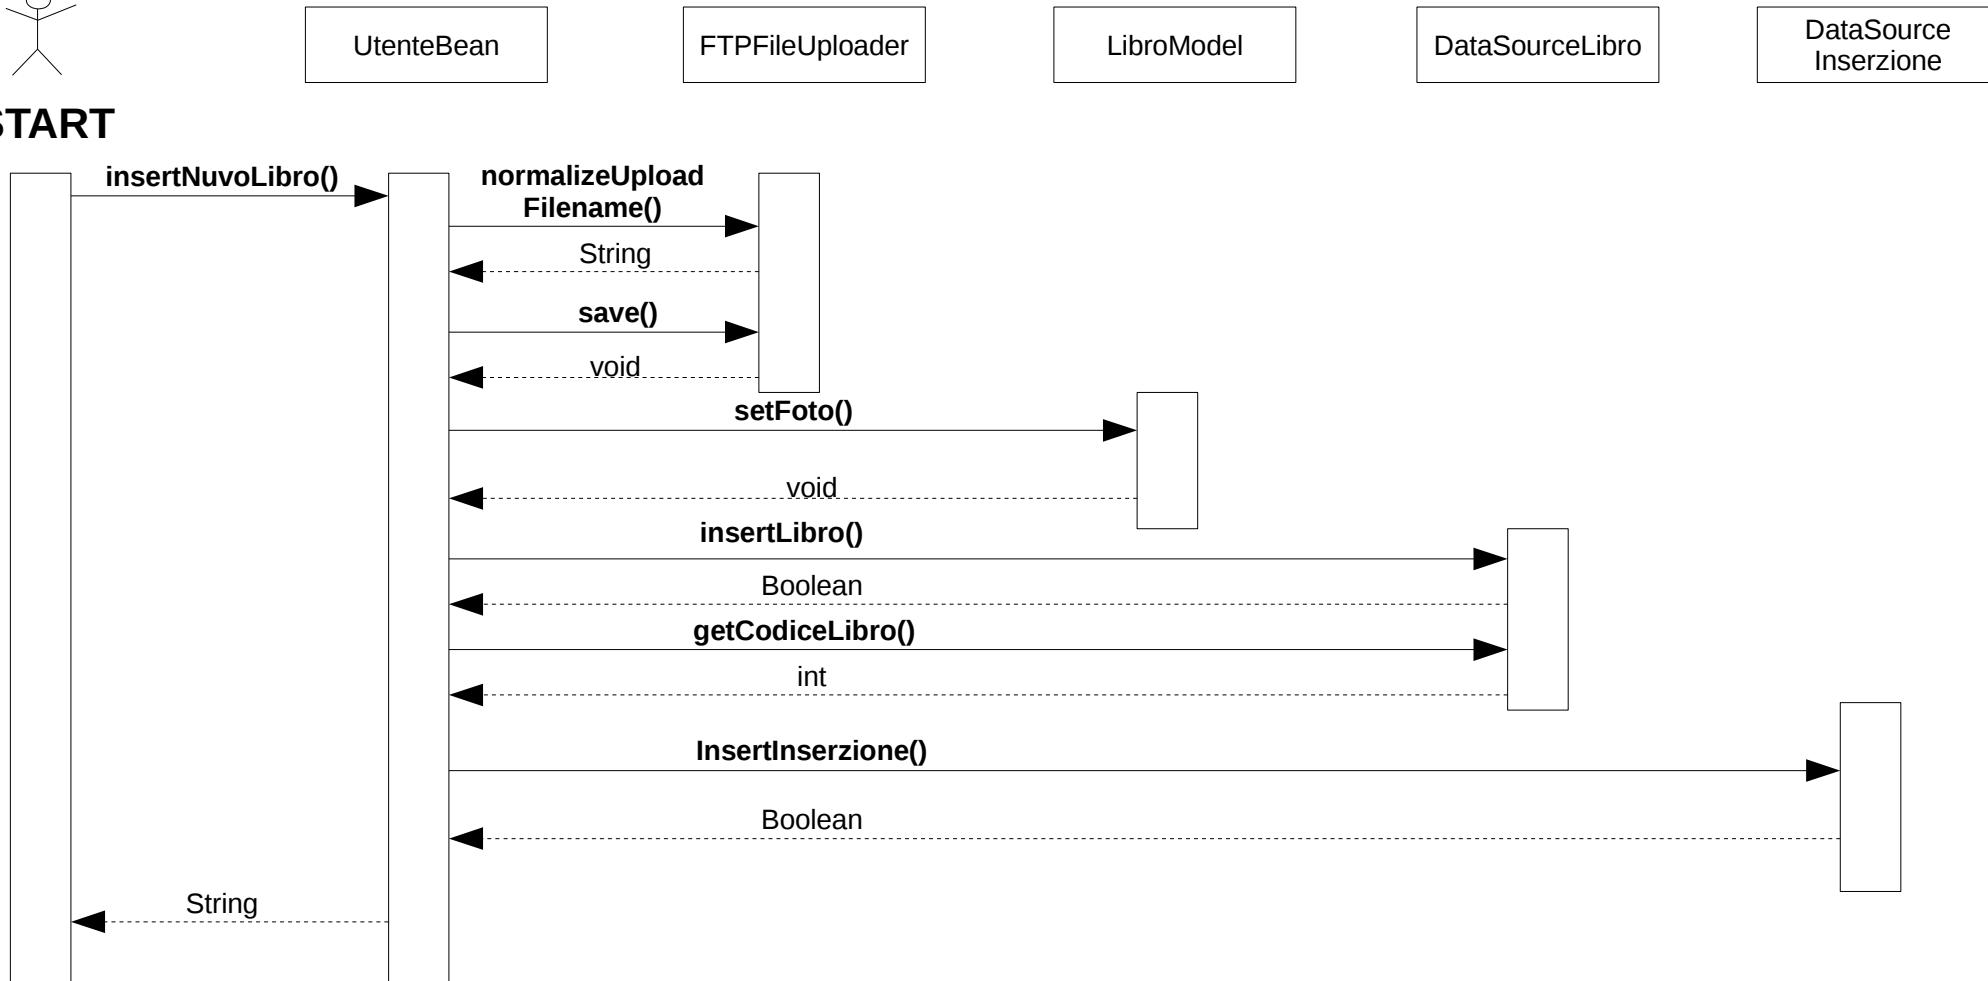 UtenteBean
FTPFileUploader
LibroModel
DataSourceLibro
DataSource
Inserzione
START
insertNuvoLibro()
normalizeUpload
Filename()
String
save()
void
setFoto()
void
insertLibro()
Boolean
getCodiceLibro()
int
InsertInserzione()
Boolean
String